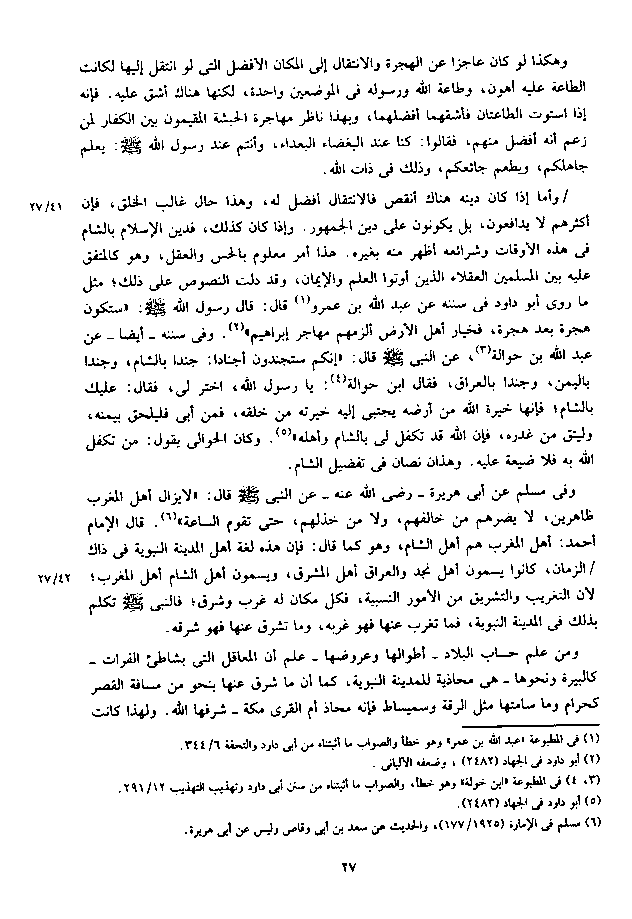 وهكذا لو كان عاجزا عن الهجرة والانتقال إلى المكان الأفضل التى لو انتقل إليها لكانت
الطاعة عليه أهون، وطاعة الله ورسوله فى الموضعين واحدة، لكنها هناك أشق عليه. فإنه
إذا استوت الطاعتان فأشقهما أفضلهما، وبهذا ناظر مهاجرة الحبشة المقيمون بين الكفار لمن
زعم أنه أفضل منهم، فقالوا: كنا عند البغضاء البعداء، وأنتم عند رسول الله ﷺ: يعلم
جاهلكم، ويطعم جائعكم، وذلك فى ذات الله.
٢٧/٤١ / وأما إذا كان دينه هناك أنقص فالانتقال أفضل له، وهذا حال غالب الخلق، فإن
أكثرهم لا يدافعون، بل يكونون على دين الجمهور. وإذا كان كذلك، فدين الإسلام بالشام
فى هذه الأوقات وشرائعه أظهر منه بغيره. هذا أمر معلوم بالحس والعقل، وهو كالمتفق
عليه بين المسلمين العقلاء الذين أوتوا العلم والإيمان، وقد دلت النصوص على ذلك؛ مثل
ما روى أبو داود فى سننه عن عبد الله بن عمرو(١) قال: قال رسول الله ﷺ: «ستكون
هجرة بعد هجرة، فخيار أهل الأرض ألزمهم مهاجر إبراهيم»(٢). وفى سننه ـ أيضا ـ عن
عبد الله بن حوالة(٣)، عن النبى ﷺ قال: «إنكم ستجندون أجنادا: جندا بالشام، وجندا
باليمن، وجندا بالعراق، فقال ابن حوالة(٤): يا رسول الله، اختر لى، فقال: عليك
بالشام؛ فإنها خيرة الله من أرضه يجتبى إليه خيرته من خلقه، فمن أبى فليلحق بيمنه،
وليتق من غدره، فإن الله قد تكفل لى بالشام وأهله»(٥). وكان الحوالى يقول: من تكفل
الله به فلا ضيعة عليه. وهذان نصان فى تفضيل الشام.
وفى مسلم عن أبى هريرة ـ رضى الله عنه ـ عن النبى ﷺ قال: «لايزال أهل المغرب
ظاهرين، لا يضرهم من خالفهم، ولا من خذلهم، حتى تقوم الساعة»(٦). قال الإمام
أحمد: أهل المغرب هم أهل الشام، وهو كما قال: فإن هذه لغة أهل المدينة النبوية فى ذاك
٢٧/٤٢ / الزمان، كانوا يسمون أهل نجد والعراق أهل المشرق، ويسمون أهل الشام أهل المغرب؛
لأن التغريب والتشريق من الأمور النسبية، فكل مكان له غرب وشرق؛ فالنبى ﷺ تكلم
بذلك فى المدينة النبوية، فما تغرب عنها فهو غربه، وما تشرق عنها فهو شرقه.
ومن علم حساب البلاد ـ أطوالها وعروضها ـ علم أن المعاقل التى بشاطئ الفرات ـ
كالبيرة ونحوها ـ هى محاذية للمدينة النبوية، كما أن ما شرق عنها بنحو من مسافة القصر
كحرام وما سامتها مثل الرقة وسميساط فإنه محاذ أم القرى مكة ـ شرفها الله. ولهذا كانت
(١) فى المطبوعة «عبد الله بن عمر» وهو خطأ والصواب ما أثبتناه من أبى داود والتحفة ٣٤٤/٦.
(٢) أبو داود فى الجهاد (٢٤٨٢) ، وضعفه الألبانى .
(٣، ٤) فى المطبوعة «ابن خولة» وهو خطأ، والصواب ما أثبتناه من سنن أبى داود وتهذيب التهذيب ٢٩١/١٢.
(٥) أبو داود فى الجهاد (٢٤٨٣).
(٦) مسلم فى الإمارة (١٧٧/١٩٢٥)، والحديث عن سعد بن أبى وقاص وليس عن أبى هريرة.
٢٧